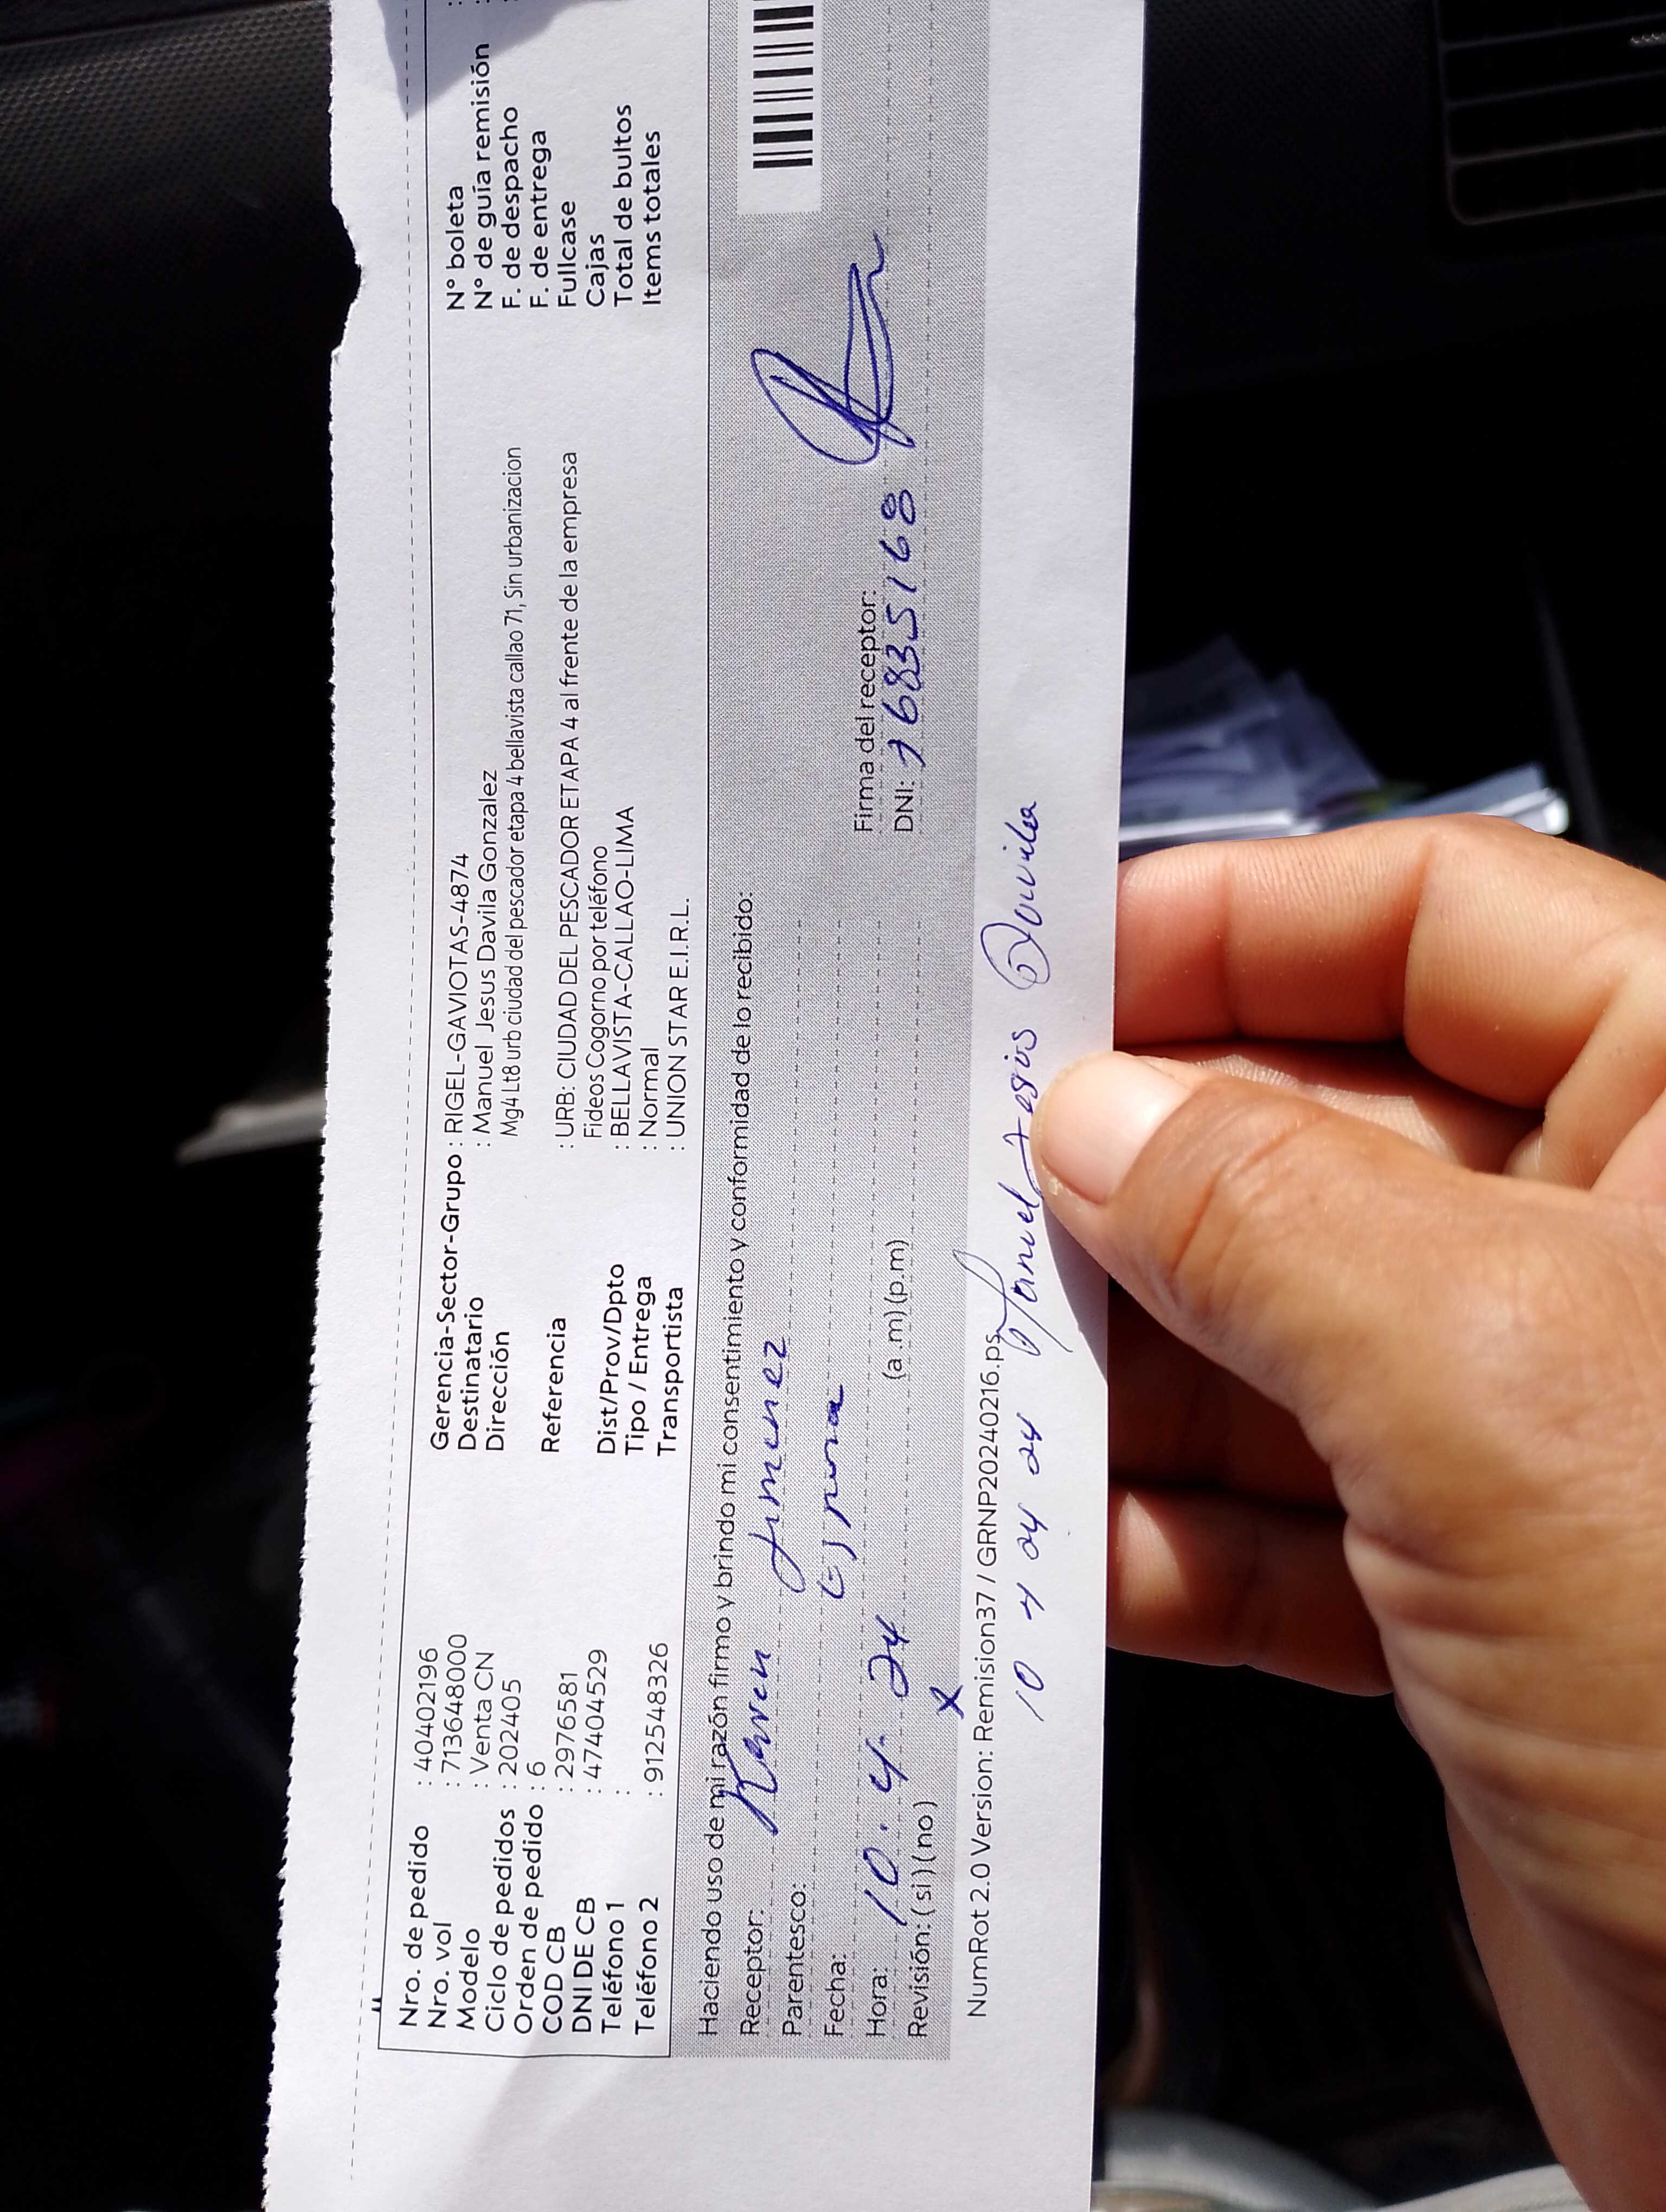 Nro. de pedido : 40402196
Nro. vol : 713648000
Modelo : Venta CN
Ciclo de pedidos : 202405
Orden de pedido : 6
COD CB : 2976581
DNI DE CB : 47404529
Teléfono 1 :
Teléfono 2 : 912548326
Gerencia-Sector-Grupo : RIGEL-GAVIOTAS-4874
Destinatario : Manuel Jesus Davila Gonzalez
Dirección Mg4 Lt8 urb ciudad del pescador etapa 4 bellavista callao 71, Sin urbanizacion
Referencia : URB: CIUDAD DEL PESCADOR ETAPA 4 al frente de la empresa
Fideos Cogorno por teléfono
Dist/Prov/Dpto : BELLAVISTA-CALLAO-LIMA
Tipo / Entrega : Normal
Transportista : UNION STAR E.I.R.L.
N° boleta :
N° de guía remisión :
F. de despacho
F. de entrega
Fullcase
Cajas
Total de bultos
Items totales
Haciendo uso de mi razón firmo y brindo mi consentimiento y conformidad de lo recibido:
Receptor: Karen Jimenez
Parentesco: Esposa
Fecha: 10. 4. 24
Hora: (a.m)(p.m)
Revisión: (si)(no) x
Firma del receptor:
DNI: 76835168
NumRot 2.0 Version: Remision37 / GRNP20240216.ps
10 4 24 24 Manuel Jesus Davila